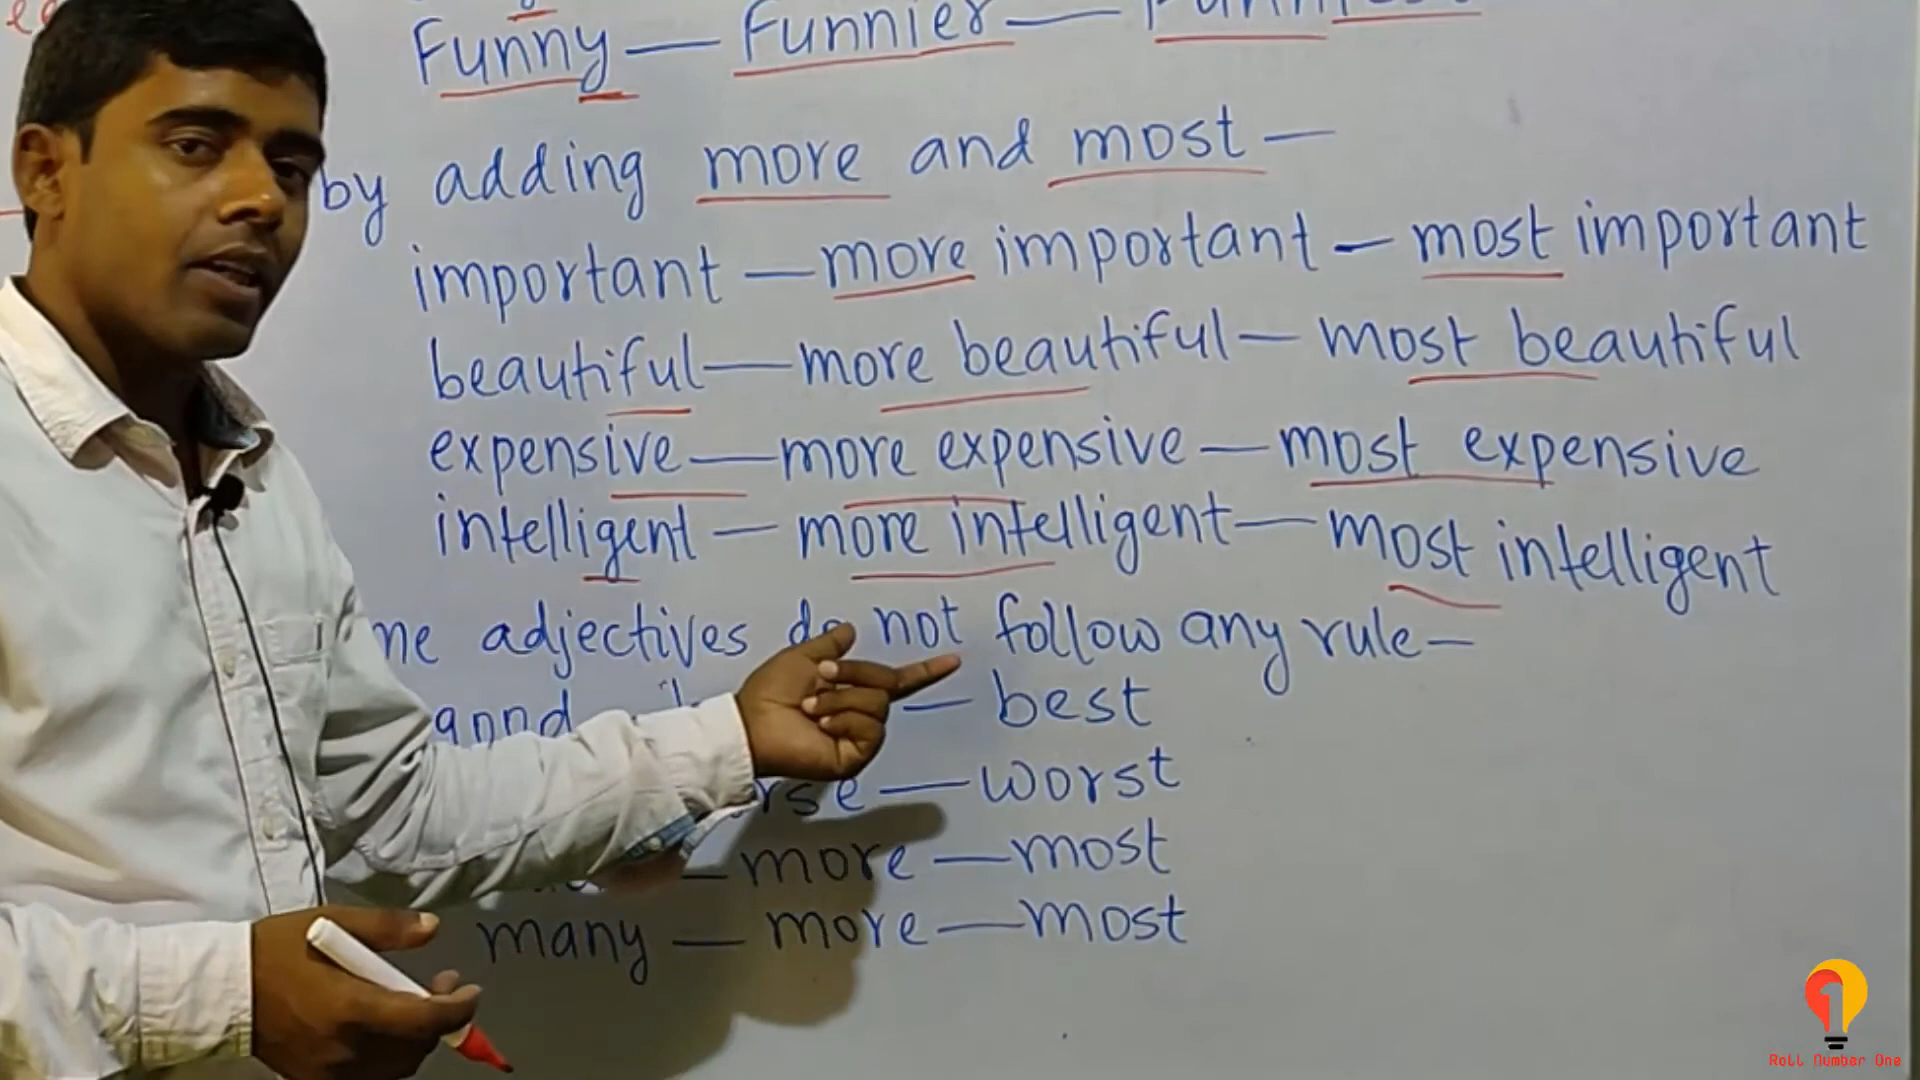 Funny — Funnier —
by adding more and most —
important — more important — most important
beautiful — more beautiful — most beautiful
expensive — more expensive — most expensive
intelligent — more intelligent — most intelligent
adjectives do not follow any rule —
— best
— worst
— more — most
many — more — most
1
Roll Number One